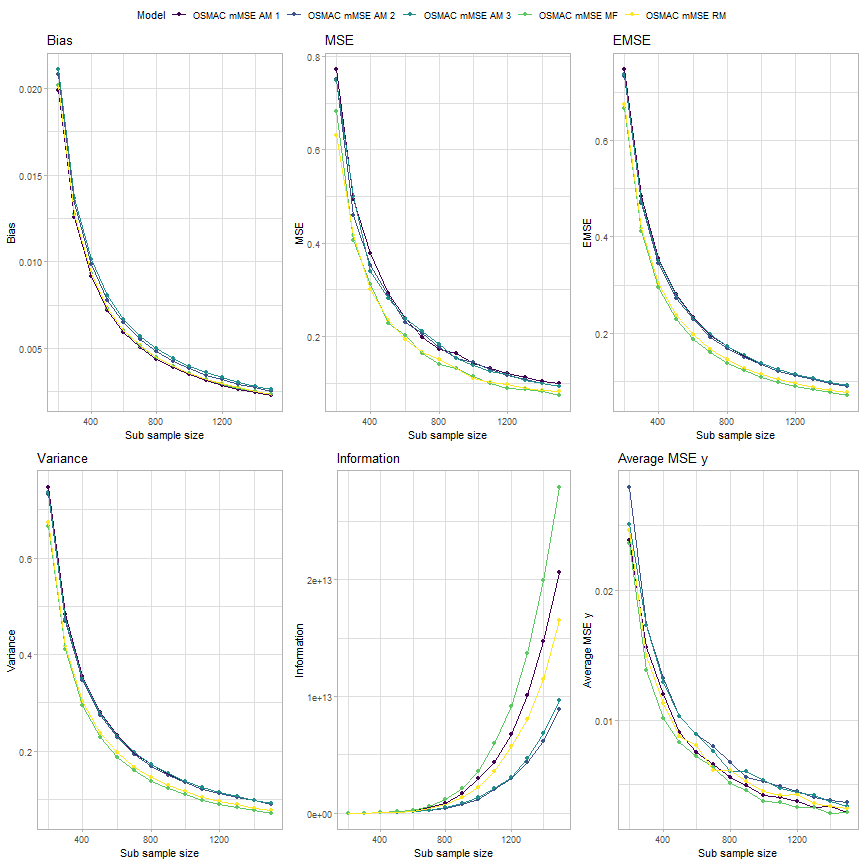 Model OSMAC mMSE AM 1 OSMAC mMSE AM 2 OSMAC mMSE AM 3 OSMAC mMSE MF OSMAC mMSE RM
Bias
0.020
0.015
0.010
0.005
Bias
400 1200
Sub sample size
MSE
0.8
0.6
0.4
0.2
MSE
400 1200
Sub sample size
EMSE
0.6
0.4
0.2
EMSE
400 1200
Sub sample size
Variance
0.6
0.4
0.2
Variance
400 800 1200
Sub sample size
Information
2e+13
1e+13
0e+00
Information
400 1200
Sub sample size
Average MSE y
0.02
0.01
Average MSE y
400 800 1200
Sub sample size